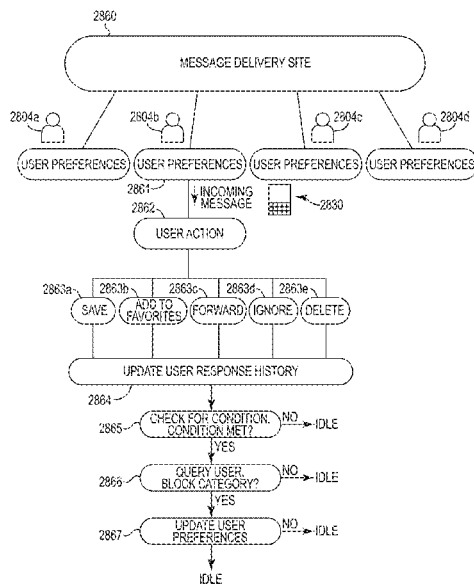 2860
MESSAGE DELIVERY SITE
2804a
2804b
2804c
2804d
USER PREFERENCES
USER PREFERENCES
USER PREFERENCES
USER PREFERENCES
2861
INCOMING
MESSAGE
2830
2862
USER ACTION
2863a
2863b
2863c
2863d
2863e
SAVE
ADD TO
FAVORITES
FORWARD
IGNORE
DELETE
UPDATE USER RESPONSE HISTORY
2864
CHECK FOR CONDITION.
CONDITION MET?
NO
IDLE
2865
YES
QUERY USER.
BLOCK CATEGORY?
NO
IDLE
2866
YES
UPDATE USER
PREFERENCES
NO
IDLE
2867
IDLE